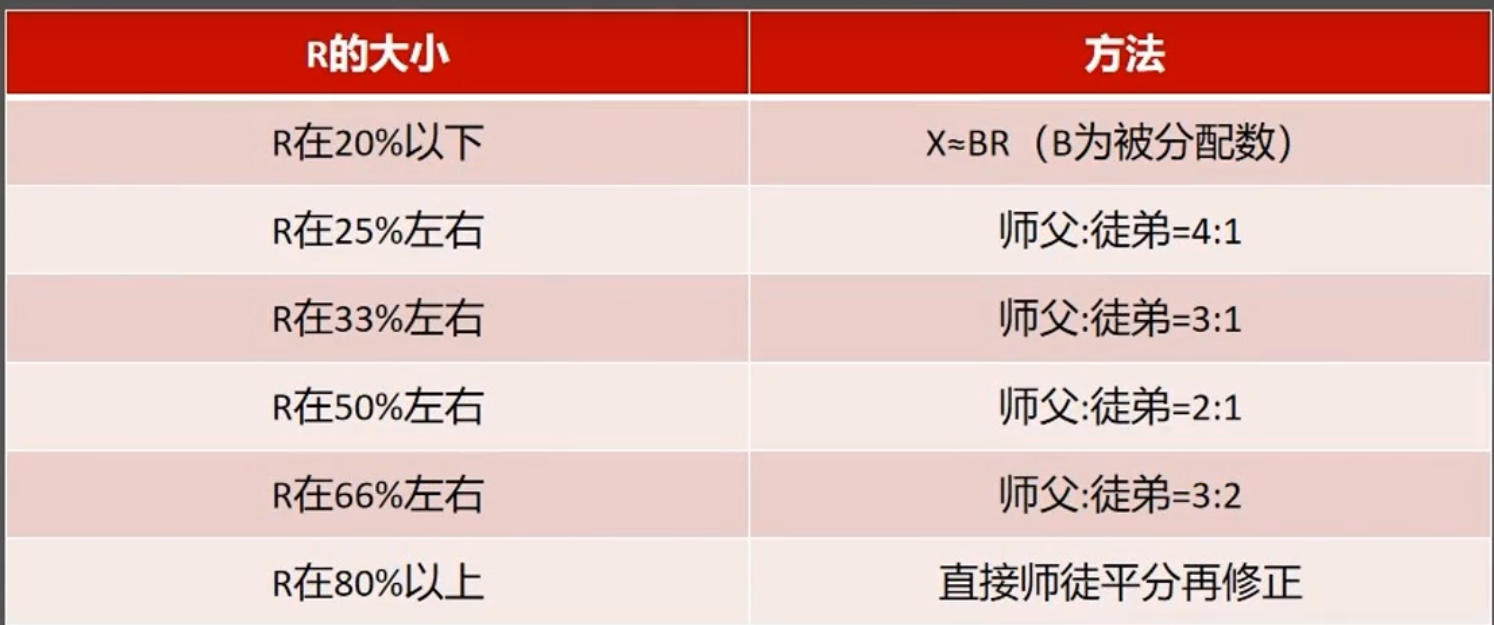 R的大小 方法
R在20%以下 X≈BR（B为被分配数）
R在25%左右 师父:徒弟=4:1
R在33%左右 师父:徒弟=3:1
R在50%左右 师父:徒弟=2:1
R在66%左右 师父:徒弟=3:2
R在80%以上 直接师徒平分再修正